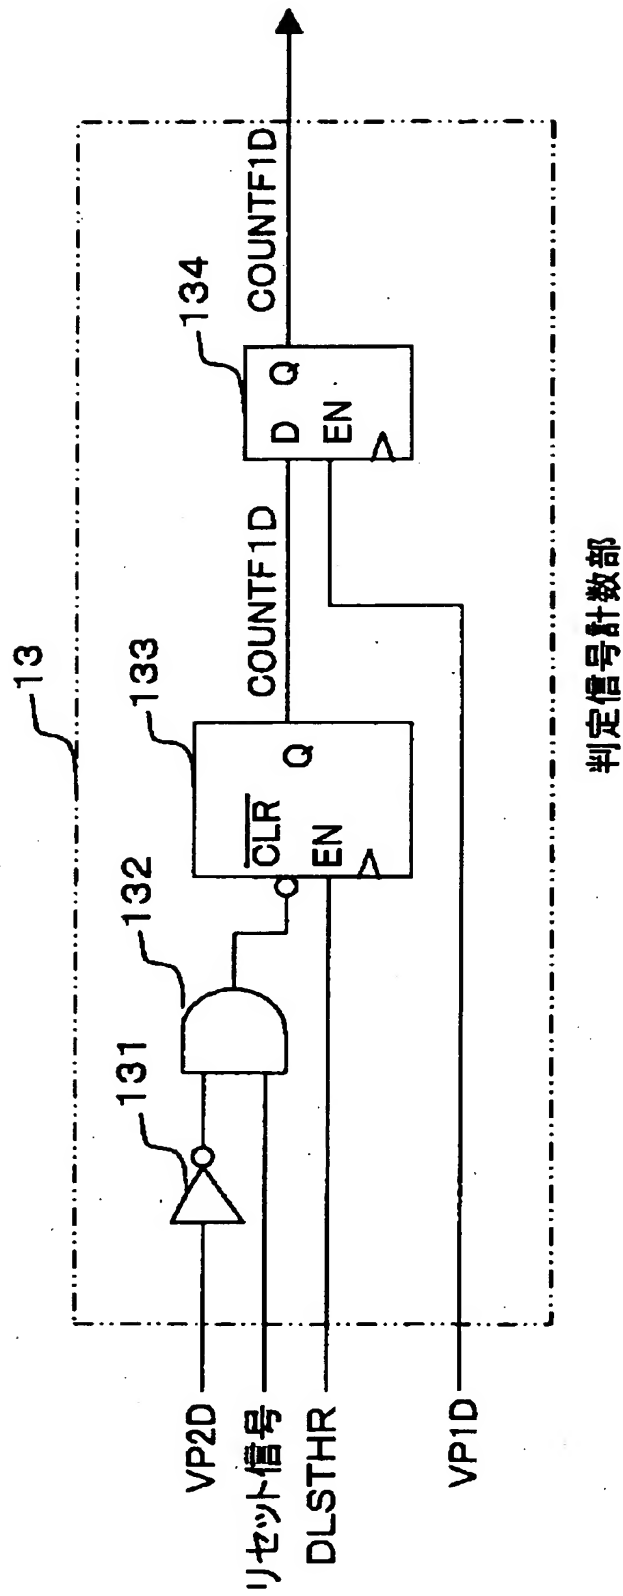 13
131
132
133
134
VP2D
リセット信号
DLSTHR
VP1D
CLR
EN
Q
COUNTF1D
D
Q
EN
COUNTF1D
判定信号計数部